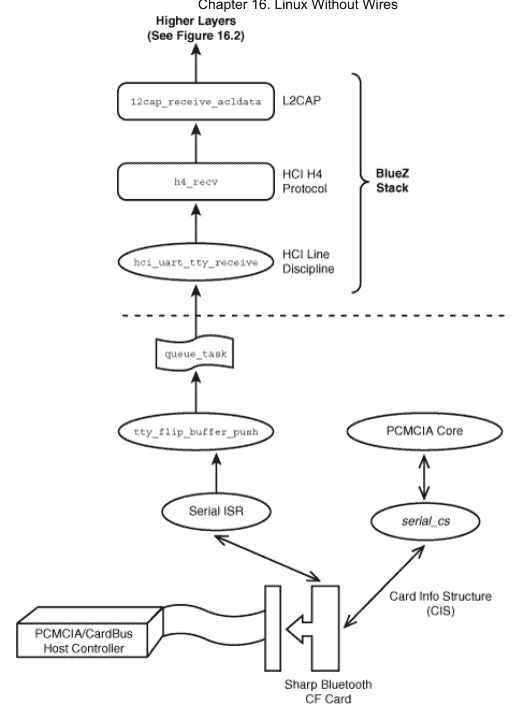 Chapter 16. Linux Without Wires
Higher Layers
(See Figure 16.2)
l2cap_receive_acldata
L2CAP
h4_recv
HCI H4
Protocol
BlueZ
Stack
hci_uart_tty_receive
HCI Line
Discipline
queue_task
tty_flip_buffer_push
PCMCIA Core
Serial ISR
serial_cs
Card Info Structure
(CIS)
PCMCIA/CardBus
Host Controller
Sharp Bluetooth
CF Card